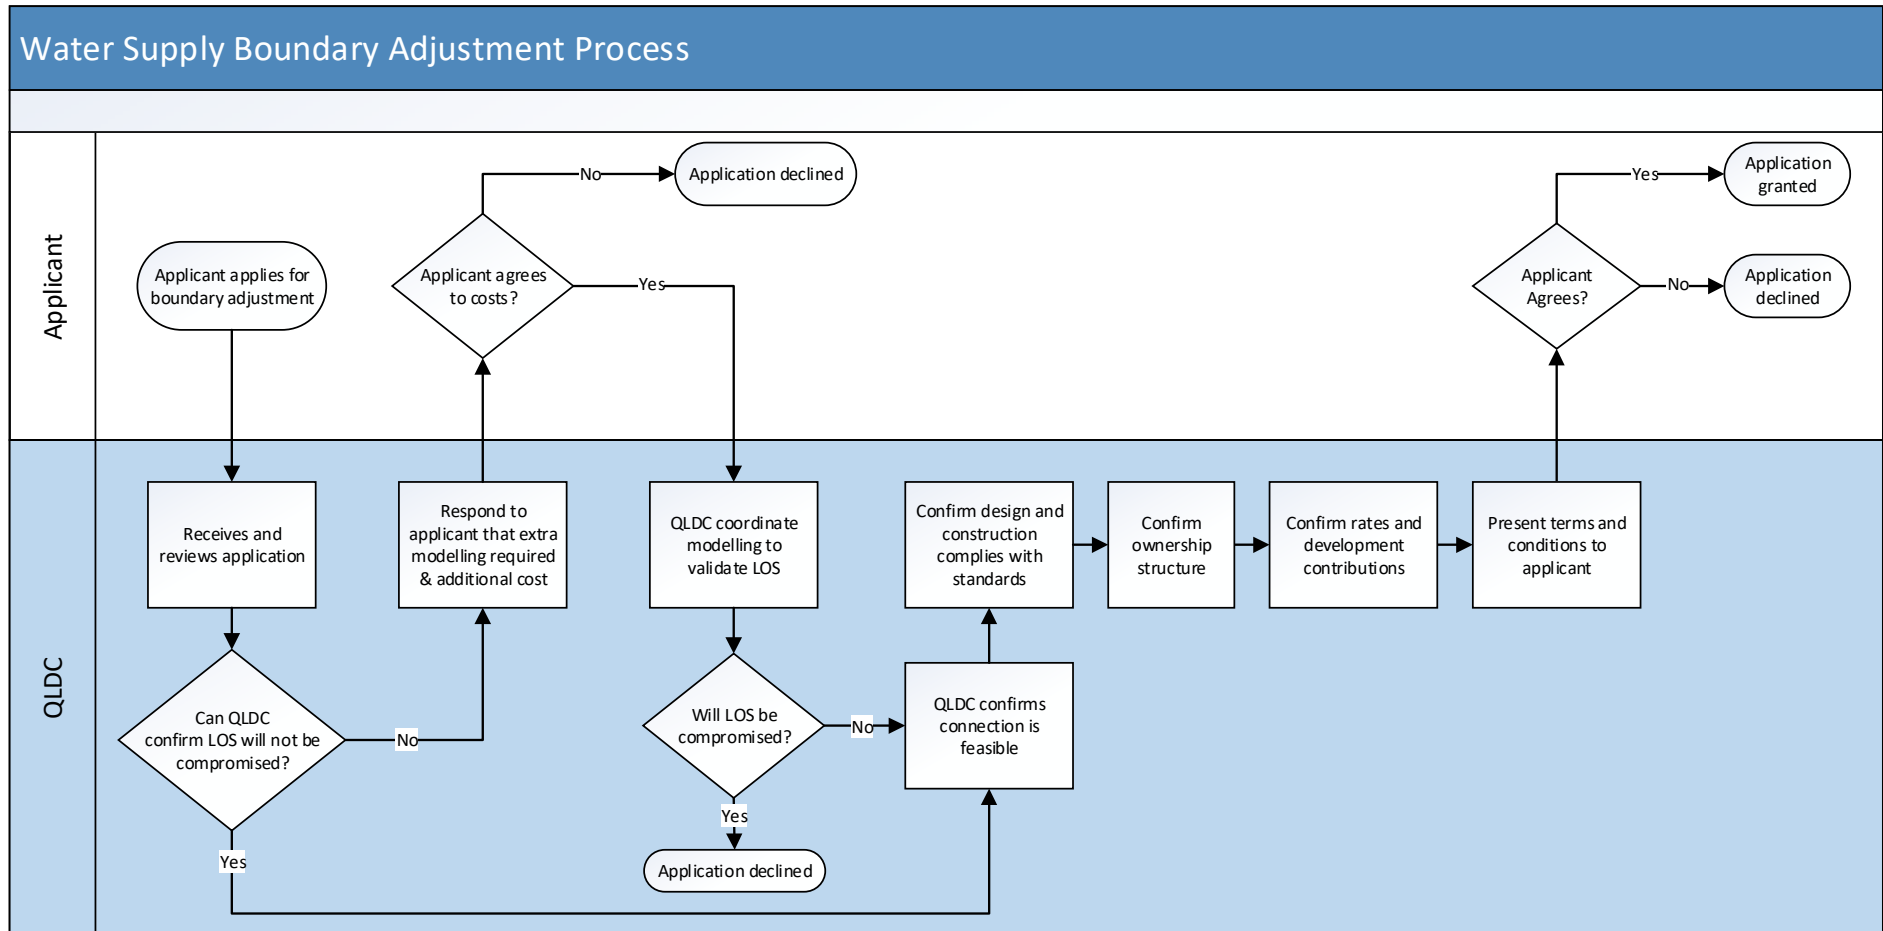 Water Supply Boundary Adjustment Process
Applicant
Applicant applies for
boundary adjustment
Applicant agrees
to costs?
No
Application declined
Yes
Applicant
Agrees?
Yes
Application
granted
No
Application
declined
QLDC
Receives and
reviews application
Can QLDC
confirm LOS will not be
compromised?
No
Yes
Respond to
applicant that extra
modelling required
& additional cost
QLDC coordinate
modelling to
validate LOS
Will LOS be
compromised?
No
Yes
Application declined
QLDC confirms
connection is
feasible
Confirm design and
construction
complies with
standards
Confirm
ownership
structure
Confirm rates and
development
contributions
Present terms and
conditions to
applicant